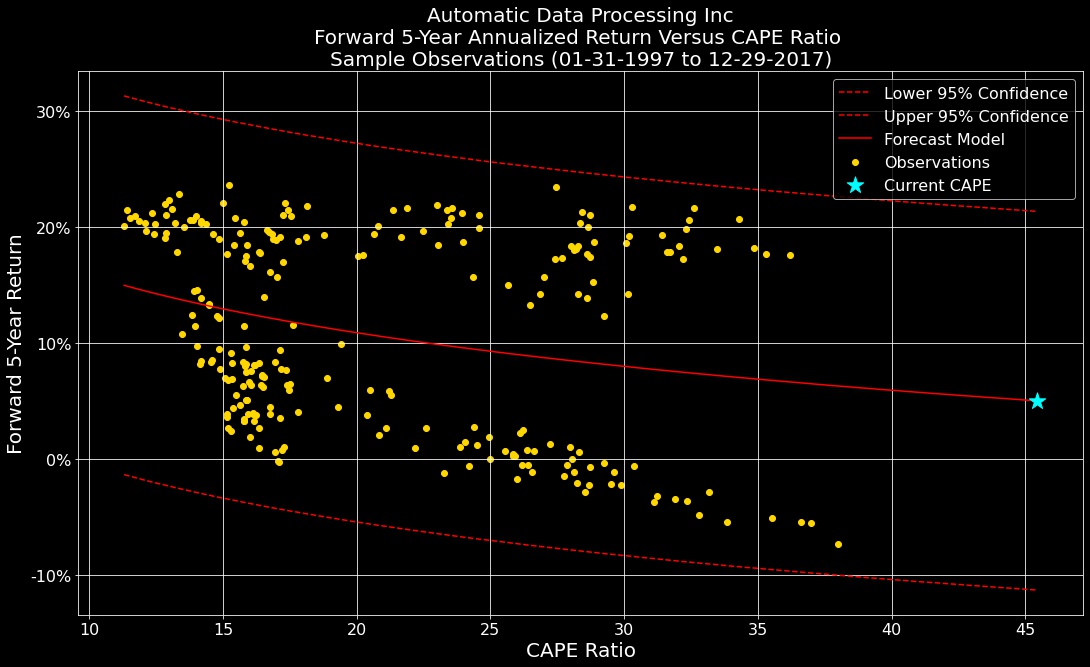 Automatic Data Processing Inc
Forward 5-Year Annualized Return Versus CAPE Ratio
Sample Observations (01-31-1997 to 12-29-2017)
Lower 95% Confidence
Upper 95% Confidence
Forecast Model
Observations
Current CAPE
Forward 5-Year Return
30%
20%
10%
0%
-10%
10 15 20 25 30 35 40 45
CAPE Ratio